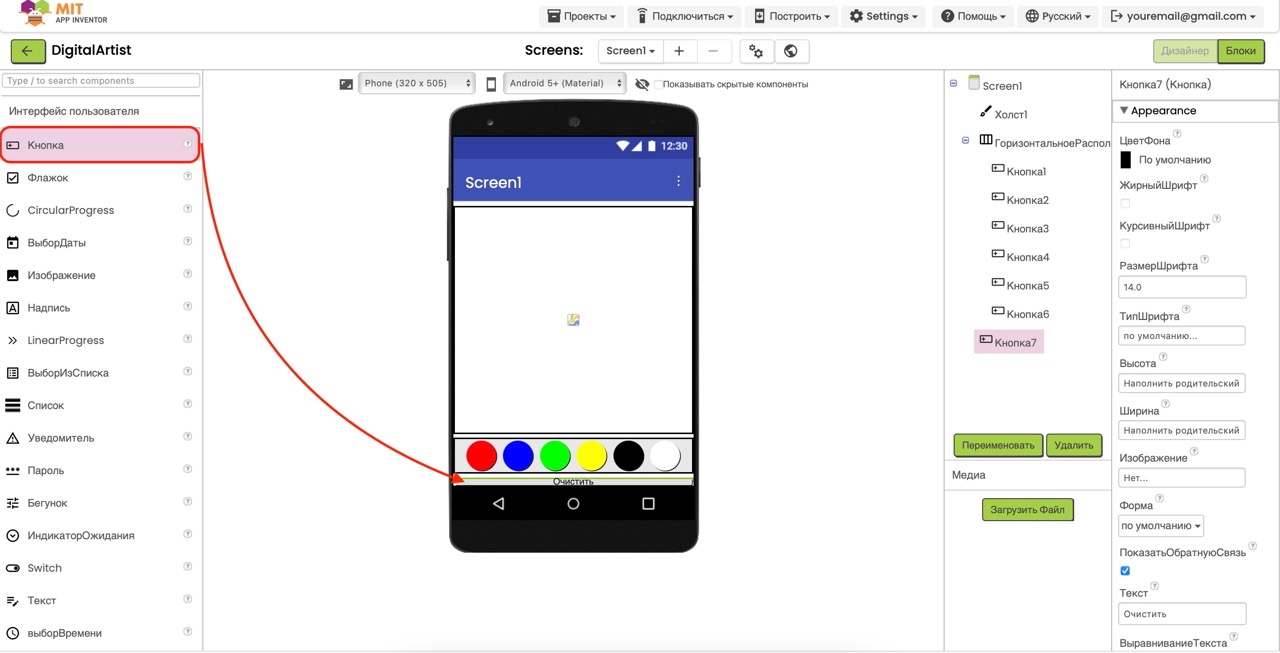 MIT
APP INVENTOR
Проекты
Подключиться
Построить
Settings
Помощь
Русский
youremail@gmail.com
DigitalArtist
Screens:
Screen1
Дизайнер
Блоки
Type / to search components
Интерфейс пользователя
Кнопка
Флажок
CircularProgress
ВыборДаты
Изображение
Надпись
LinearProgress
ВыборИзСписка
Список
Уведомитель
Пароль
Бегунок
ИндикаторОжидания
Switch
Текст
выборВремени
Phone (320 x 505)
Android 5+ (Material)
Показывать скрытые компоненты
12:30
Screen1
Очистить
Screen1
Холст1
ГоризонтальноеРаспол
Кнопка1
Кнопка2
Кнопка3
Кнопка4
Кнопка5
Кнопка6
Кнопка7
Переименовать
Удалить
Медиа
Загрузить Файл
Кнопка7 (Кнопка)
Appearance
ЦветФона
По умолчанию
ЖирныйШрифт
КурсивныйШрифт
РазмерШрифта
14.0
ТипШрифта
по умолчанию...
Высота
Наполнить родительский
Ширина
Наполнить родительский
Изображение
Нет...
Форма
по умолчанию
ПоказатьОбратнуюСвязь
Текст
Очистить
ВыравниваниеТекста